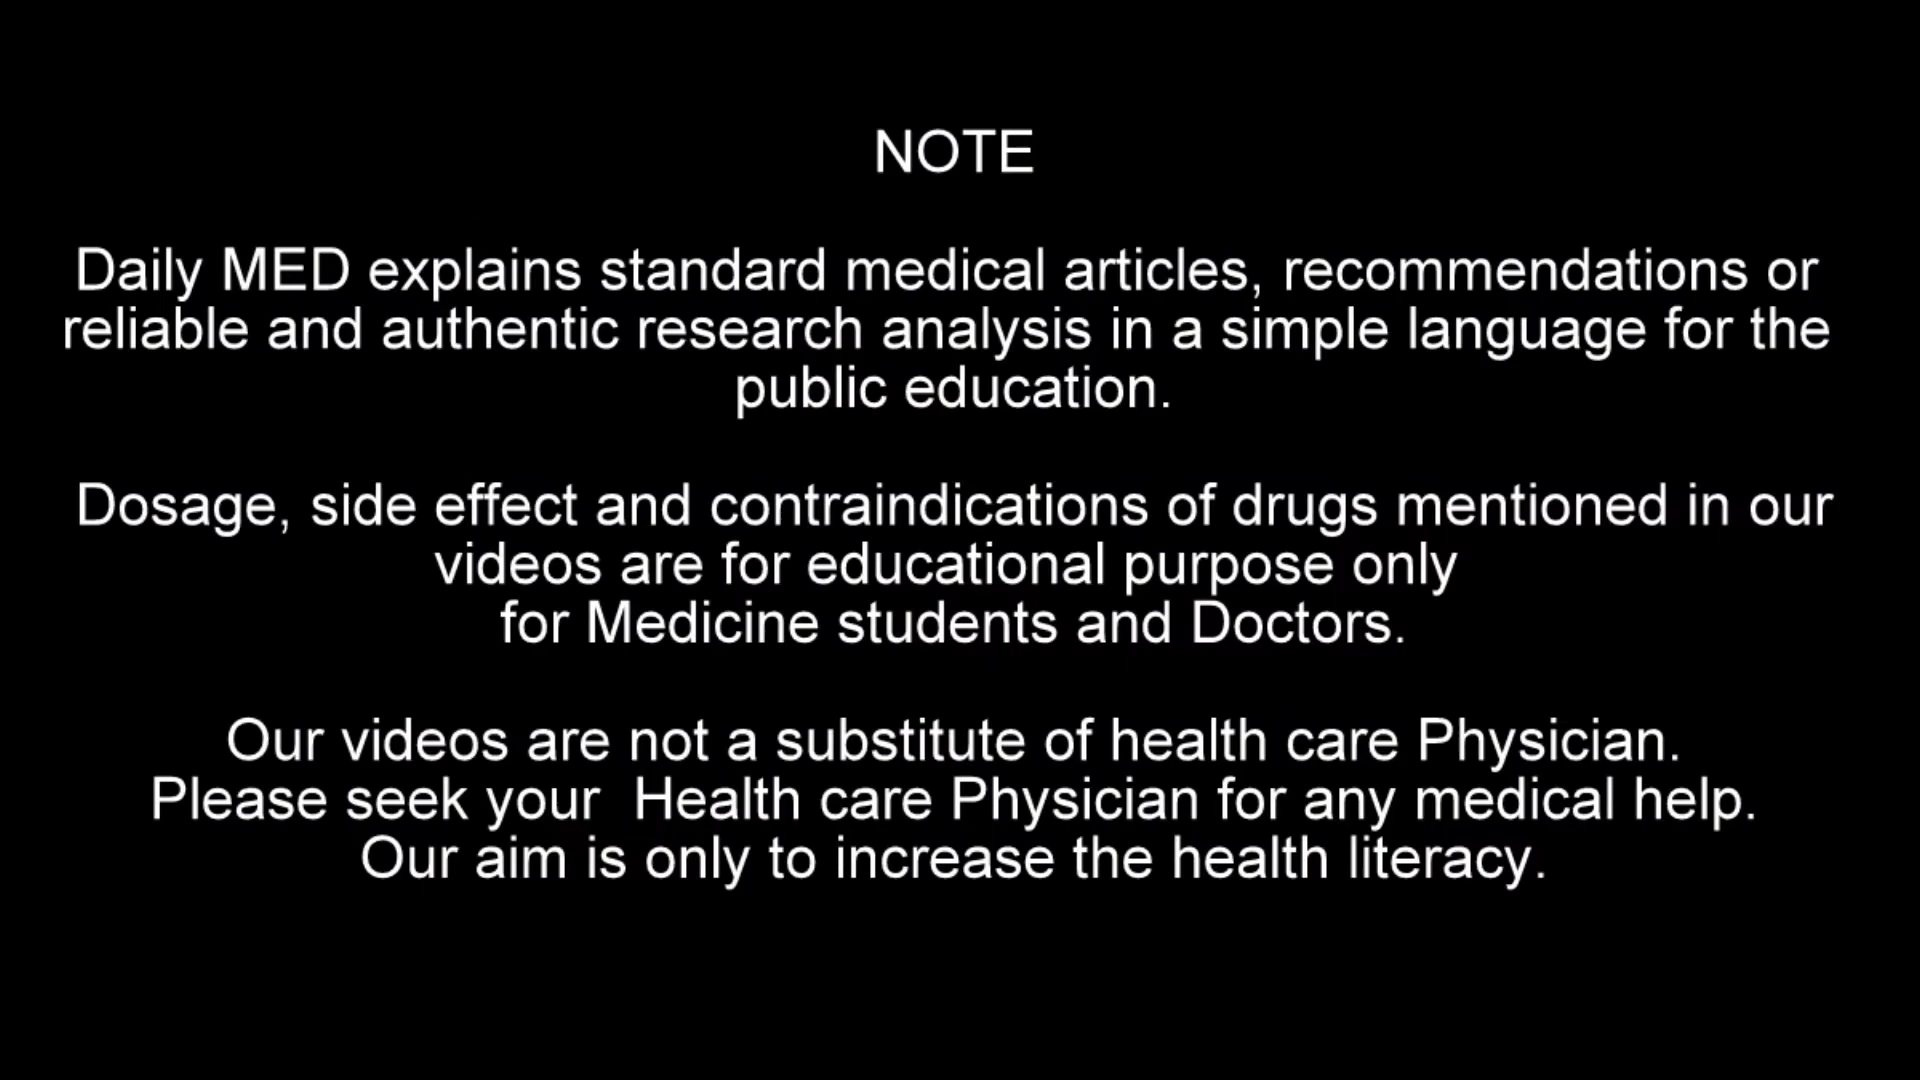 NOTE
Daily MED explains standard medical articles, recommendations or
reliable and authentic research analysis in a simple language for the
public education.
Dosage, side effect and contraindications of drugs mentioned in our
videos are for educational purpose only
for Medicine students and Doctors.
Our videos are not a substitute of health care Physician.
Please seek your  Health care Physician for any medical help.
Our aim is only to increase the health literacy.